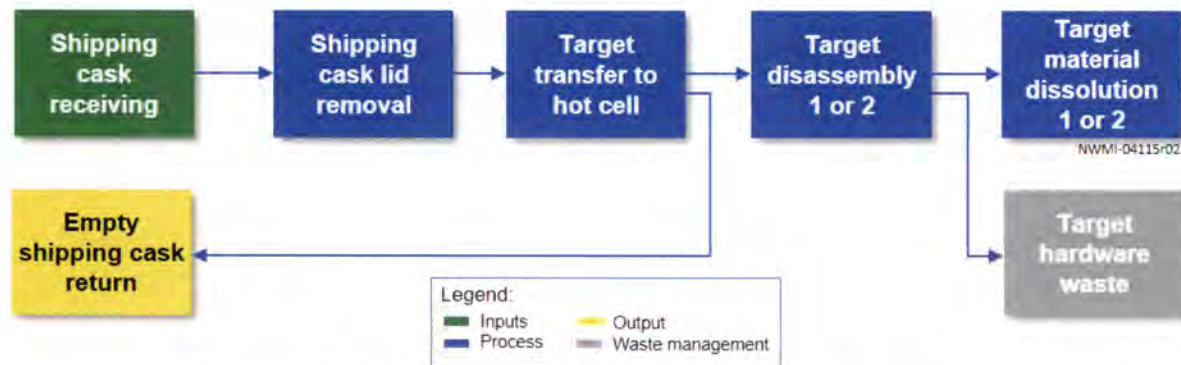 Shipping
cask
receiving
Shipping
cask lid
removal
Target
transfer to
hot cell
Target
disassembly
1 or 2
Target
material
dissolution
1 or 2
NWMI-04115r02
Empty
shipping cask
return
Target
hardware
waste
Legend:
Inputs
Output
Process
Waste management